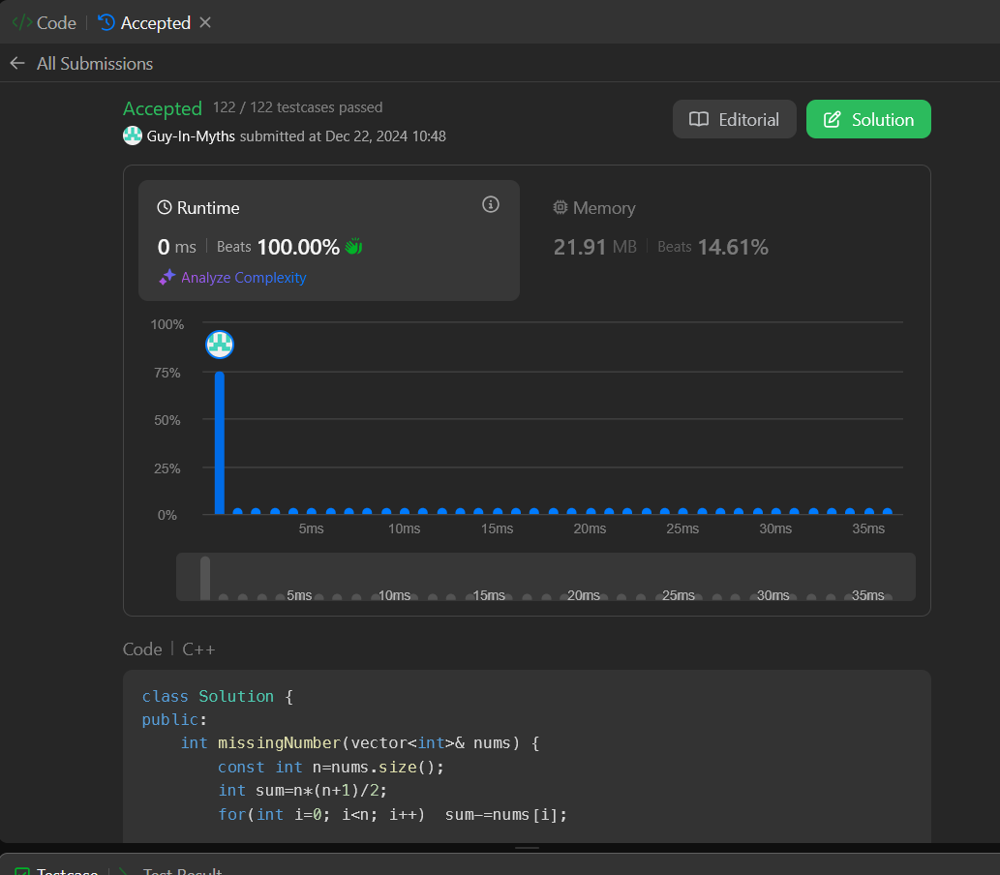 </> Code | Accepted ×
← All Submissions
Accepted 122 / 122 testcases passed
Guy-In-Myths submitted at Dec 22, 2024 10:48
Editorial
Solution
Runtime
0 ms | Beats 100.00%
Analyze Complexity
Memory
21.91 MB | Beats 14.61%
100%
75%
50%
25%
0%
5ms 10ms 15ms 20ms 25ms 30ms 35ms
5ms 10ms 15ms 20ms 25ms 30ms 35ms
Code | C++
class Solution {
public:
    int missingNumber(vector<int>& nums) {
        const int n=nums.size();
        int sum=n*(n+1)/2;
        for(int i=0; i<n; i++)  sum-=nums[i];
Testcase | Test Result